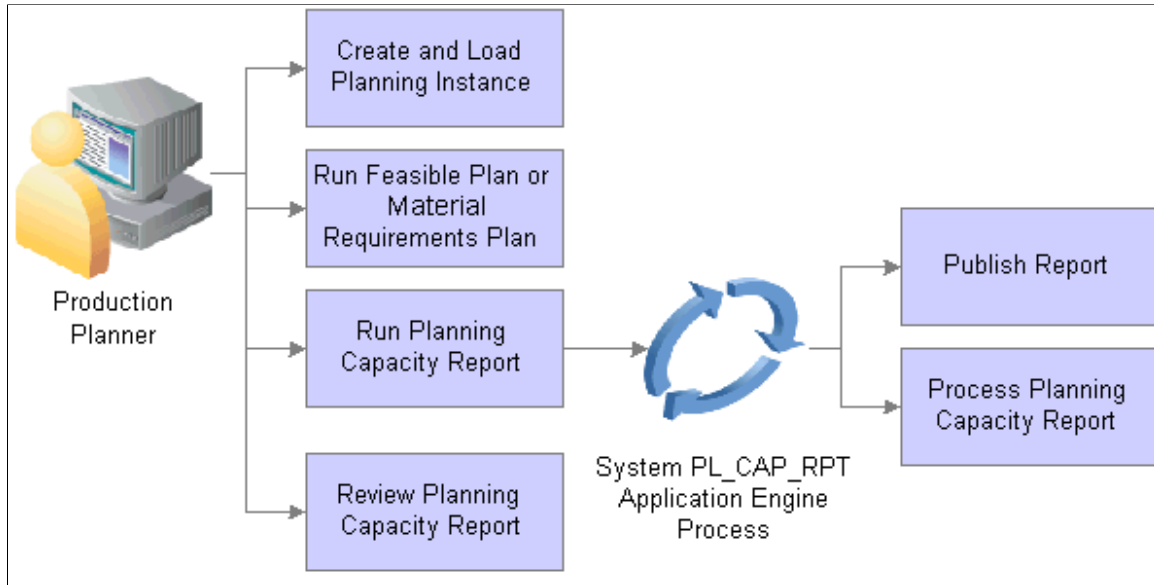 Create and Load
Planning Instance
Run Feasible Plan or
Material
Requirements Plan
Production
Planner
Run Planning
Capacity Report
Review Planning
Capacity Report
System PL_CAP_RPT
Application Engine
Process
Publish Report
Process Planning
Capacity Report